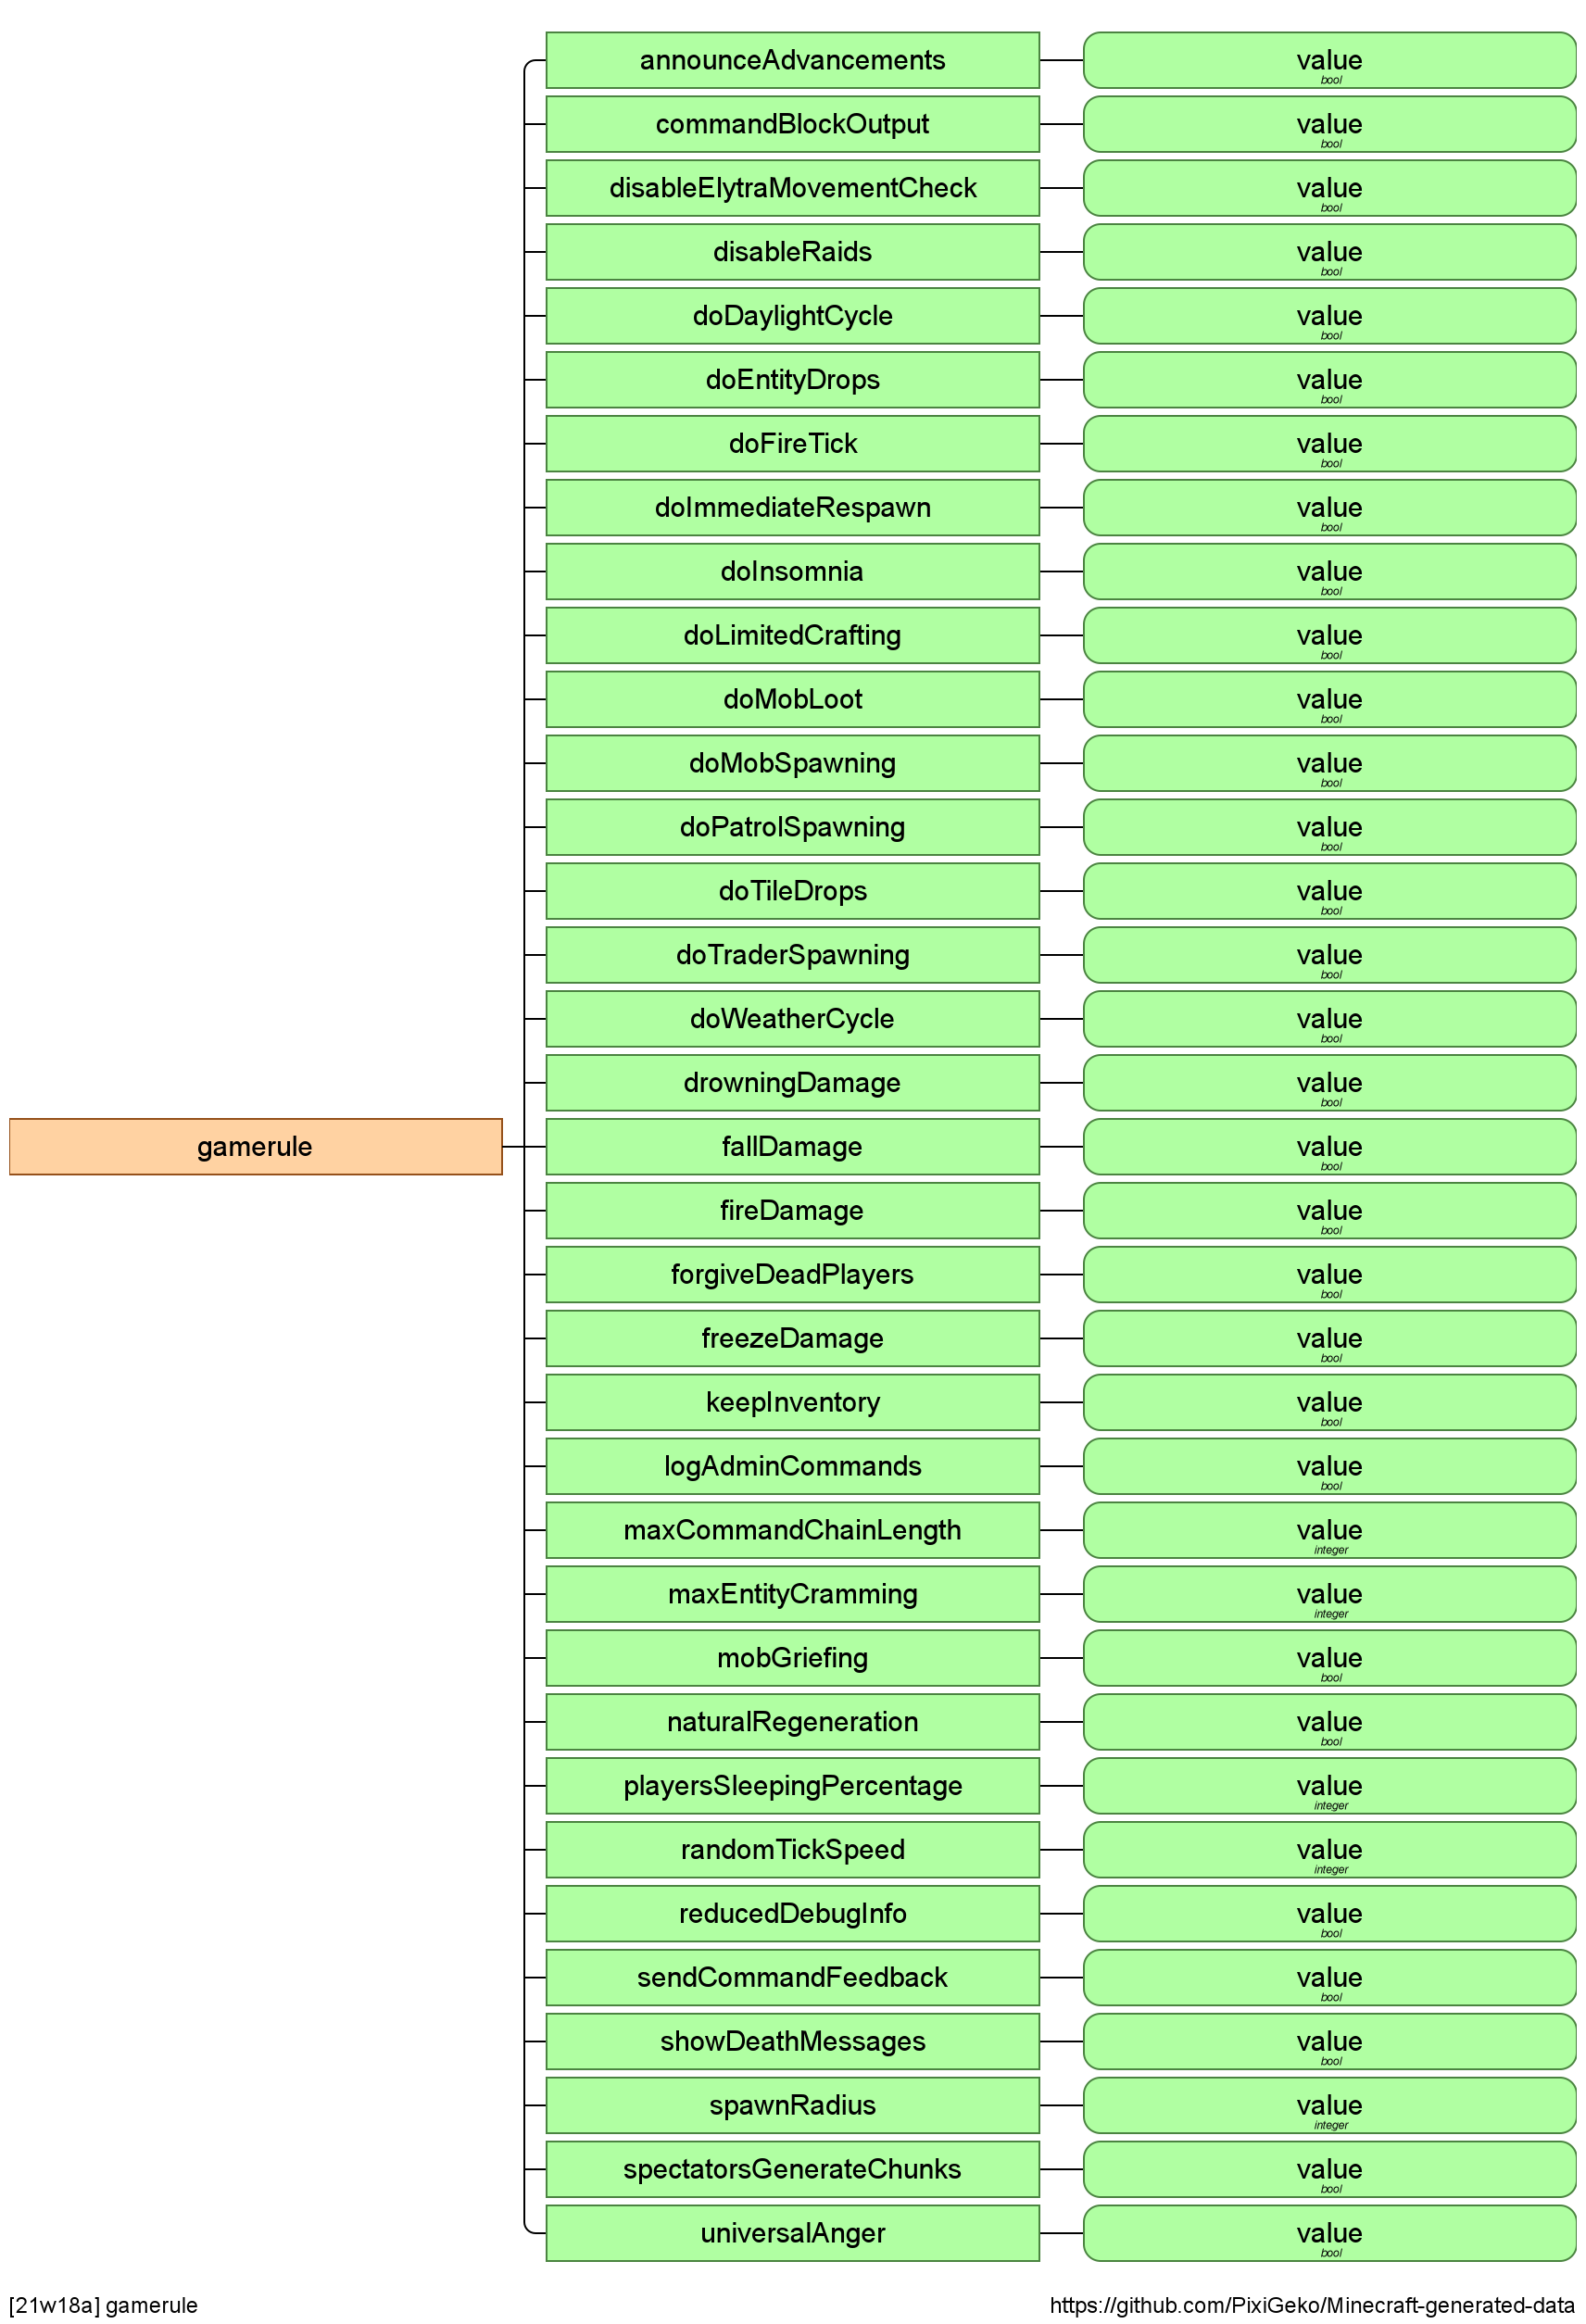 announceAdvancements value
bool
commandBlockOutput value
bool
disableElytraMovementCheck value
bool
disableRaids value
bool
doDaylightCycle value
bool
doEntityDrops value
bool
doFireTick value
bool
doImmediateRespawn value
bool
doInsomnia value
bool
doLimitedCrafting value
bool
doMobLoot value
bool
doMobSpawning value
bool
doPatrolSpawning value
bool
doTileDrops value
bool
doTraderSpawning value
bool
doWeatherCycle value
bool
drowningDamage value
bool
gamerule fallDamage value
bool
fireDamage value
bool
forgiveDeadPlayers value
bool
freezeDamage value
bool
keepInventory value
bool
logAdminCommands value
bool
maxCommandChainLength value
integer
maxEntityCramming value
integer
mobGriefing value
bool
naturalRegeneration value
bool
playersSleepingPercentage value
integer
randomTickSpeed value
integer
reducedDebugInfo value
bool
sendCommandFeedback value
bool
showDeathMessages value
bool
spawnRadius value
integer
spectatorsGenerateChunks value
bool
universalAnger value
bool
[21w18a] gamerule https://github.com/PixiGeko/Minecraft-generated-data